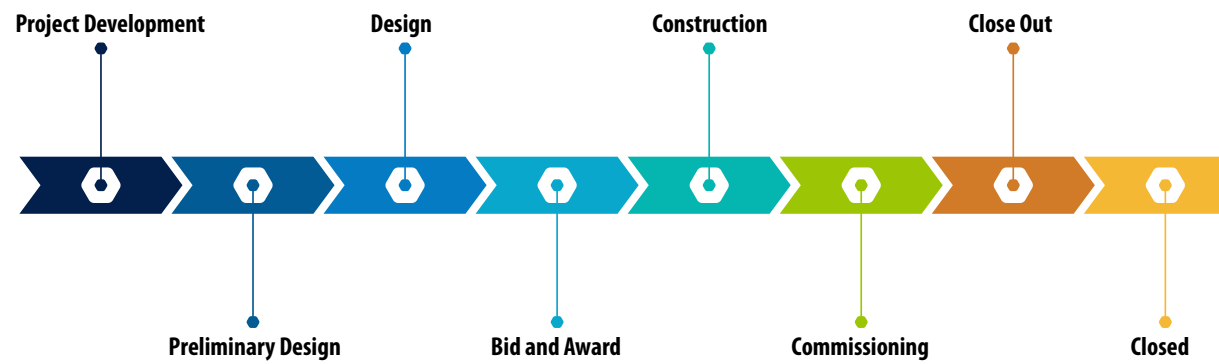 Project Development
Design
Construction
Close Out
Preliminary Design
Bid and Award
Commissioning
Closed